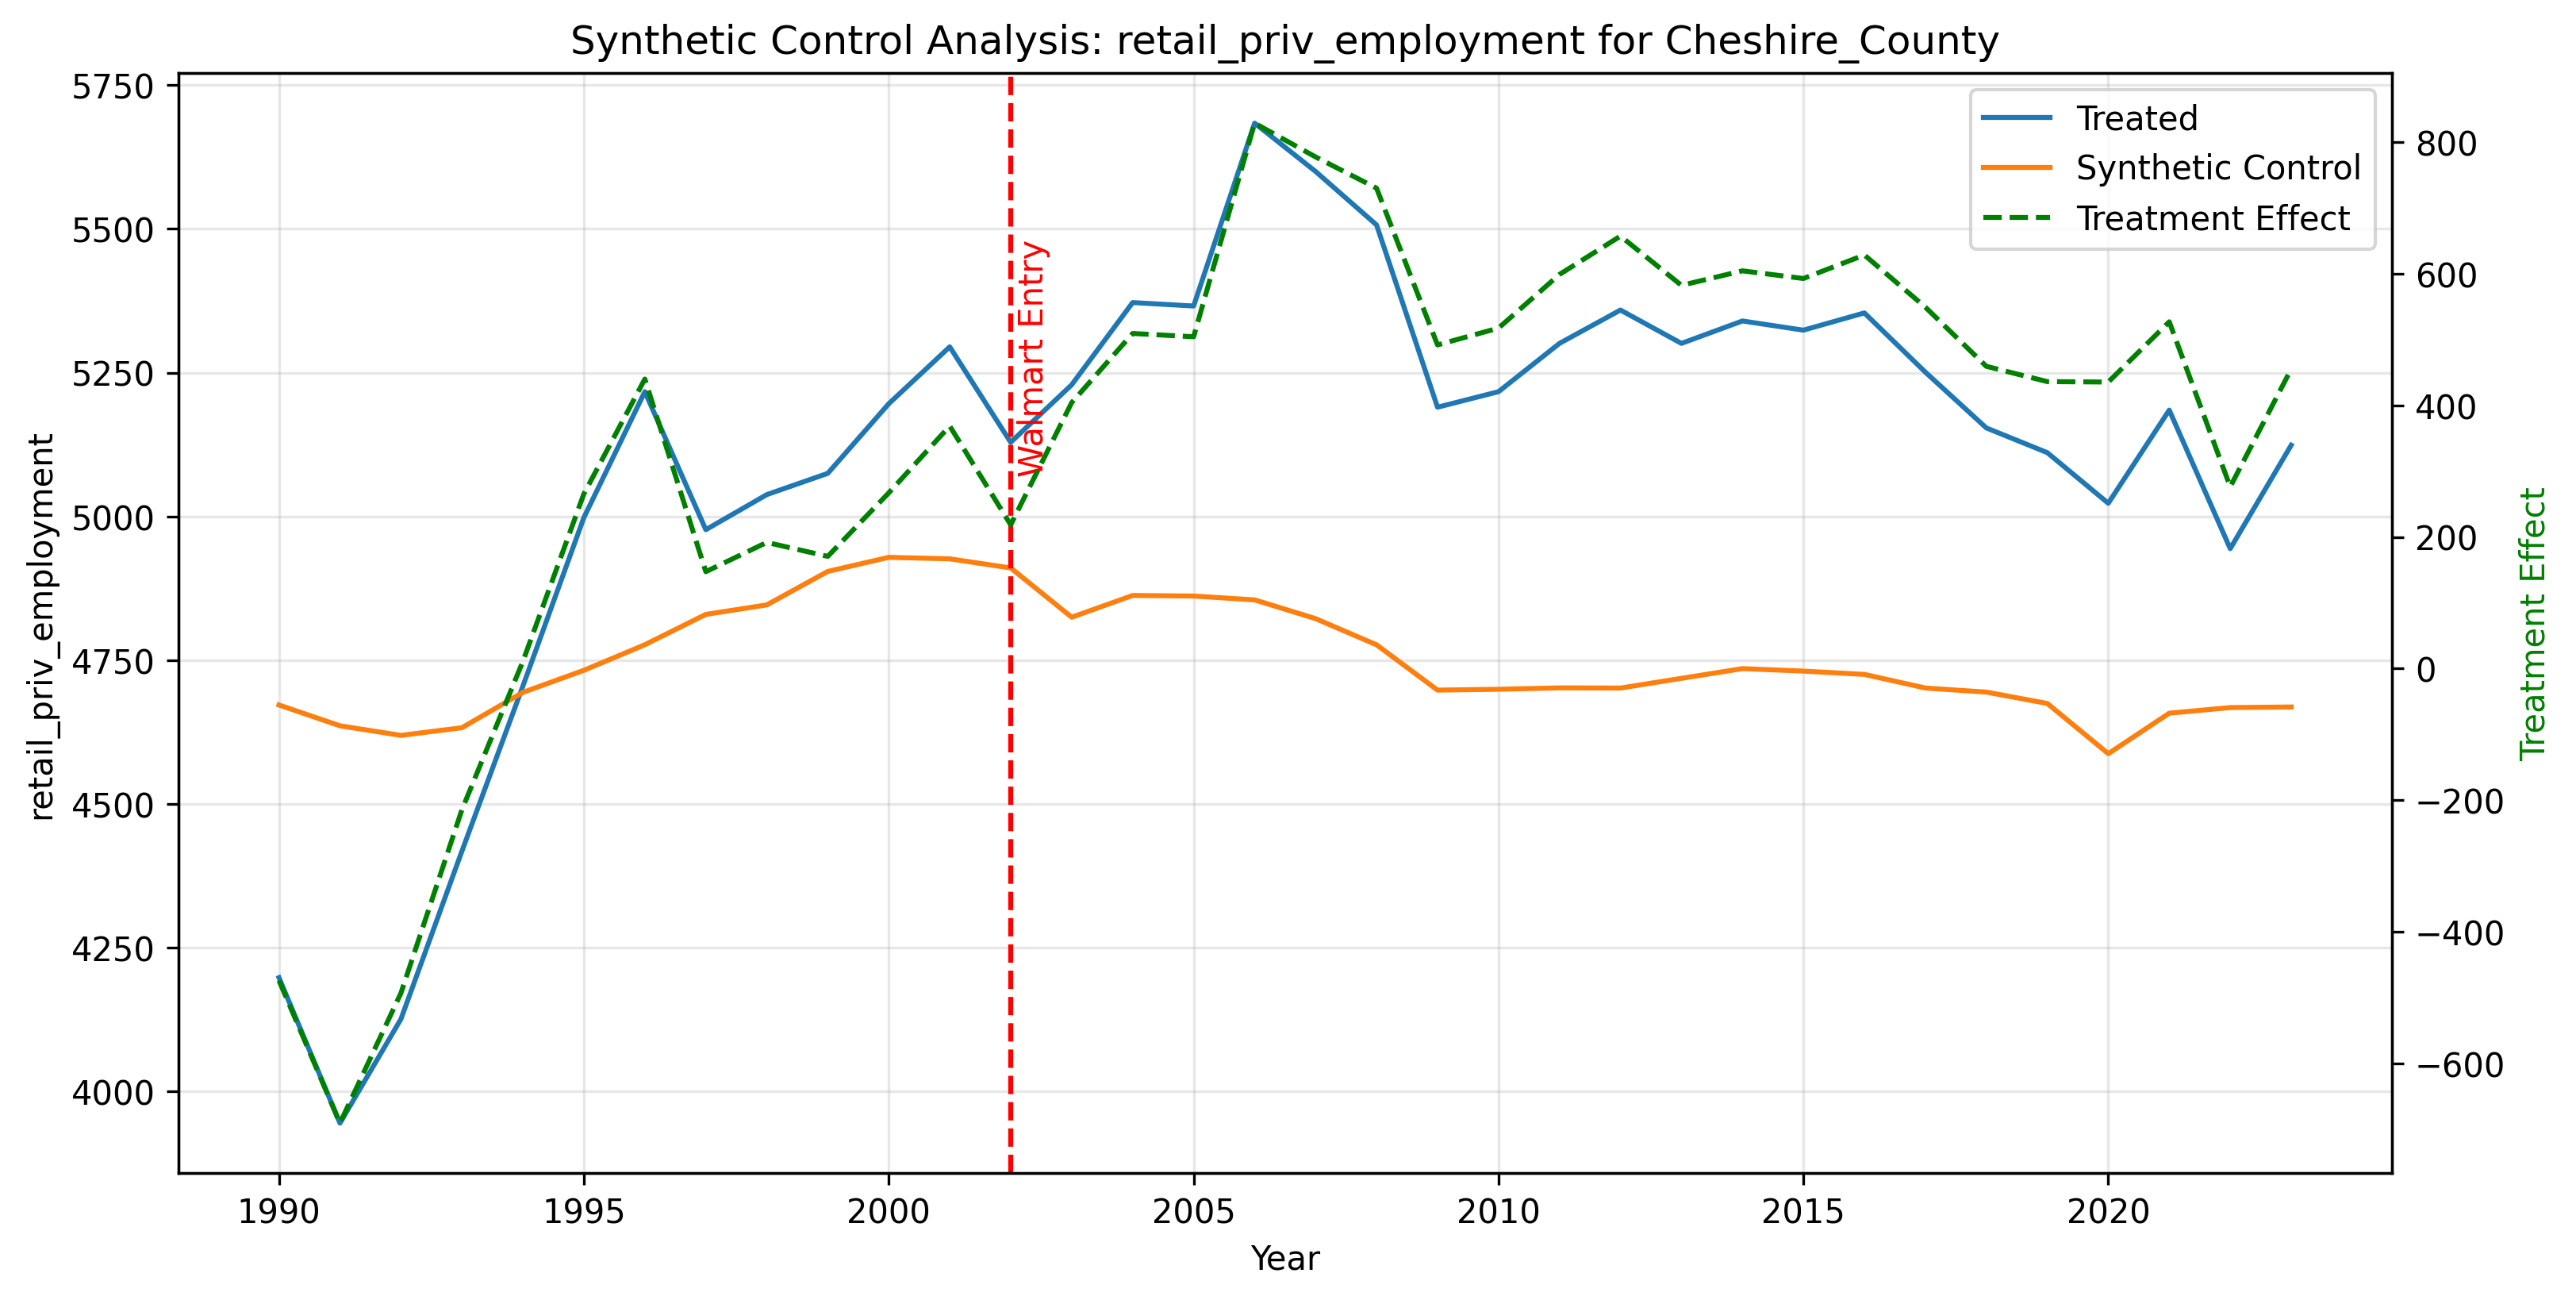 Synthetic Control Analysis: retail_priv_employment for Cheshire_County
5750
5500
5250
5000
4750
4500
4250
4000
retail_priv_employment
Walmart Entry
Treated
Synthetic Control
Treatment Effect
800
600
400
200
0
−200
−400
−600
Treatment Effect
1990
1995
2000
2005
2010
2015
2020
Year